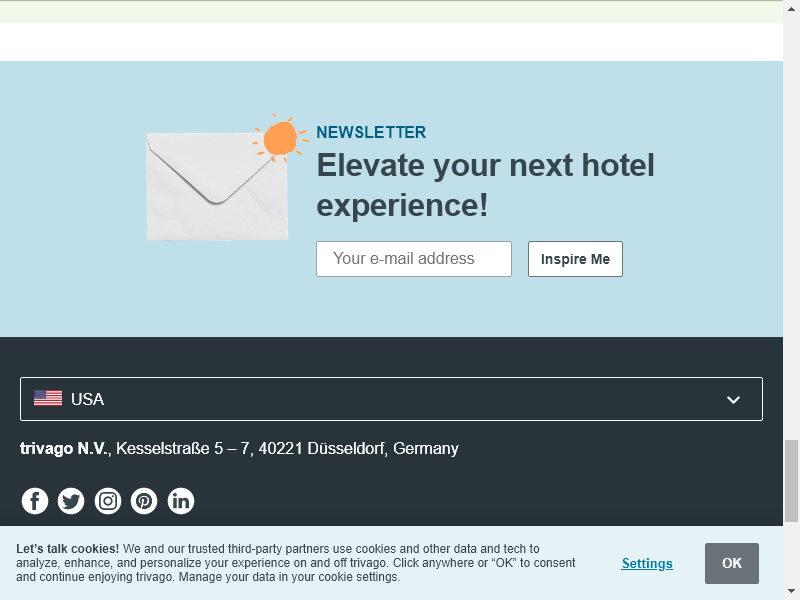 NEWSLETTER
Elevate your next hotel
experience!
Your e-mail address
Inspire Me
USA
trivago N.V., Kesselstraße 5 – 7, 40221 Düsseldorf, Germany
Let's talk cookies! We and our trusted third-party partners use cookies and other data and tech to
analyze, enhance, and personalize your experience on and off trivago. Click anywhere or “OK” to consent
and continue enjoying trivago. Manage your data in your cookie settings.
Settings
OK